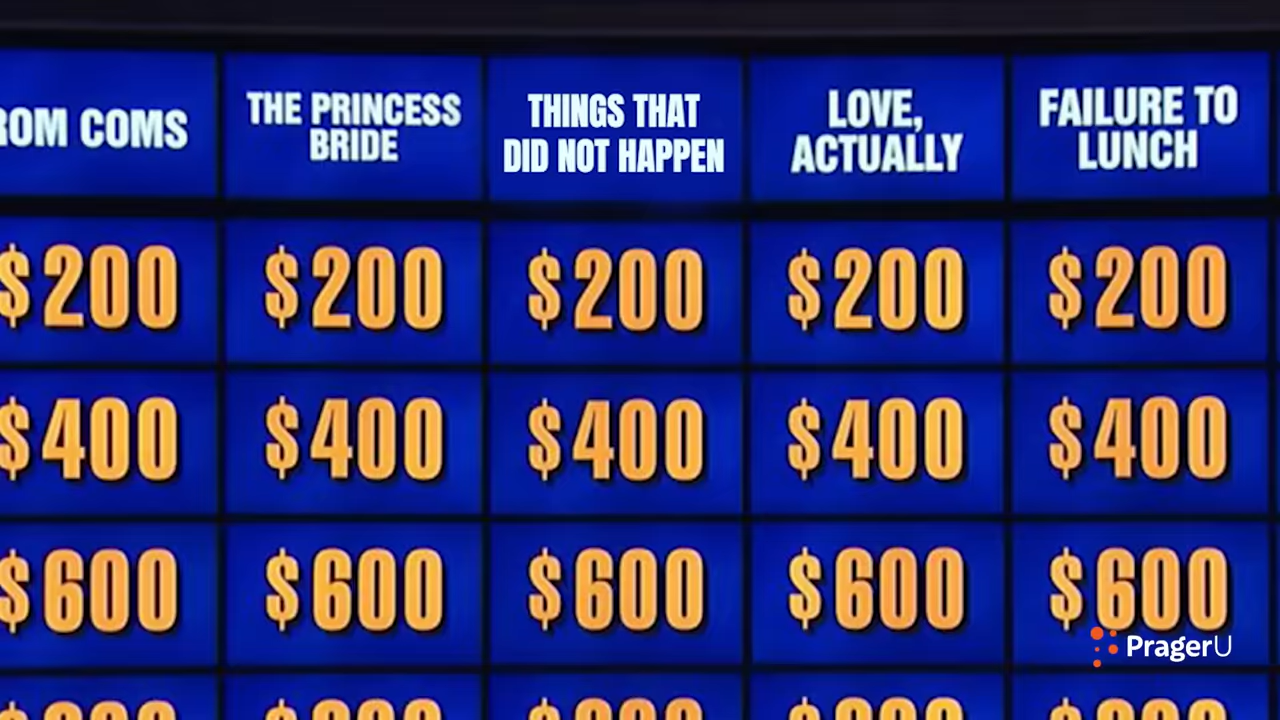 ROM COMS
THE PRINCESS
BRIDE
THINGS THAT
DID NOT HAPPEN
LOVE,
ACTUALLY
FAILURE TO
LUNCH
$200 $200 $200 $200 $200
$400 $400 $400 $400 $400
$600 $600 $600 $600 $600
PragerU